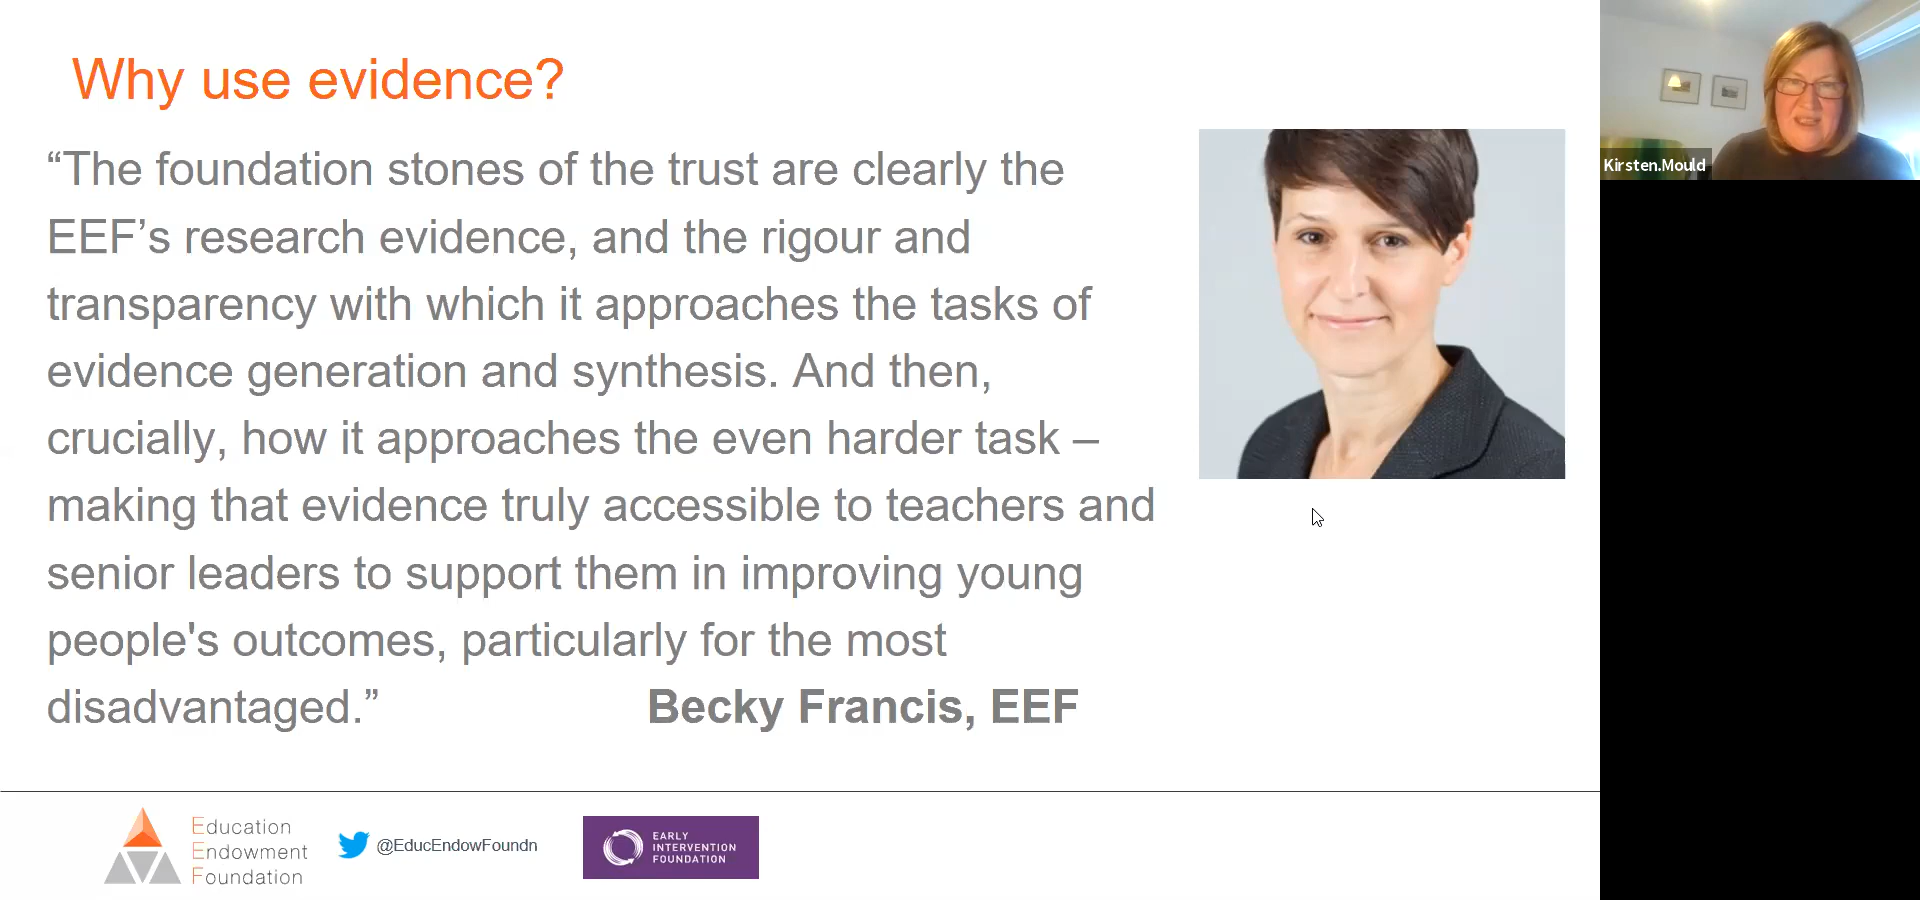 Why use evidence?
“The foundation stones of the trust are clearly the
EEF’s research evidence, and the rigour and
transparency with which it approaches the tasks of
evidence generation and synthesis. And then,
crucially, how it approaches the even harder task –
making that evidence truly accessible to teachers and
senior leaders to support them in improving young
people's outcomes, particularly for the most
disadvantaged.” Becky Francis, EEF
Kirsten.Mould
Education
Endowment
Foundation
@EducEndowFoundn
EARLY
INTERVENTION
FOUNDATION